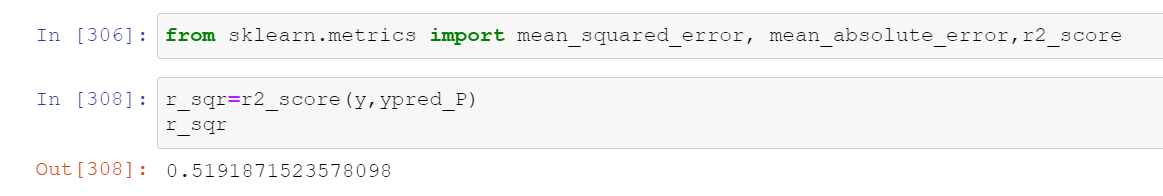 In [306]: from sklearn.metrics import mean_squared_error, mean_absolute_error,r2_score
In [308]: r_sqr=r2_score(y,ypred_P)
r_sqr
Out[308]: 0.5191871523578098